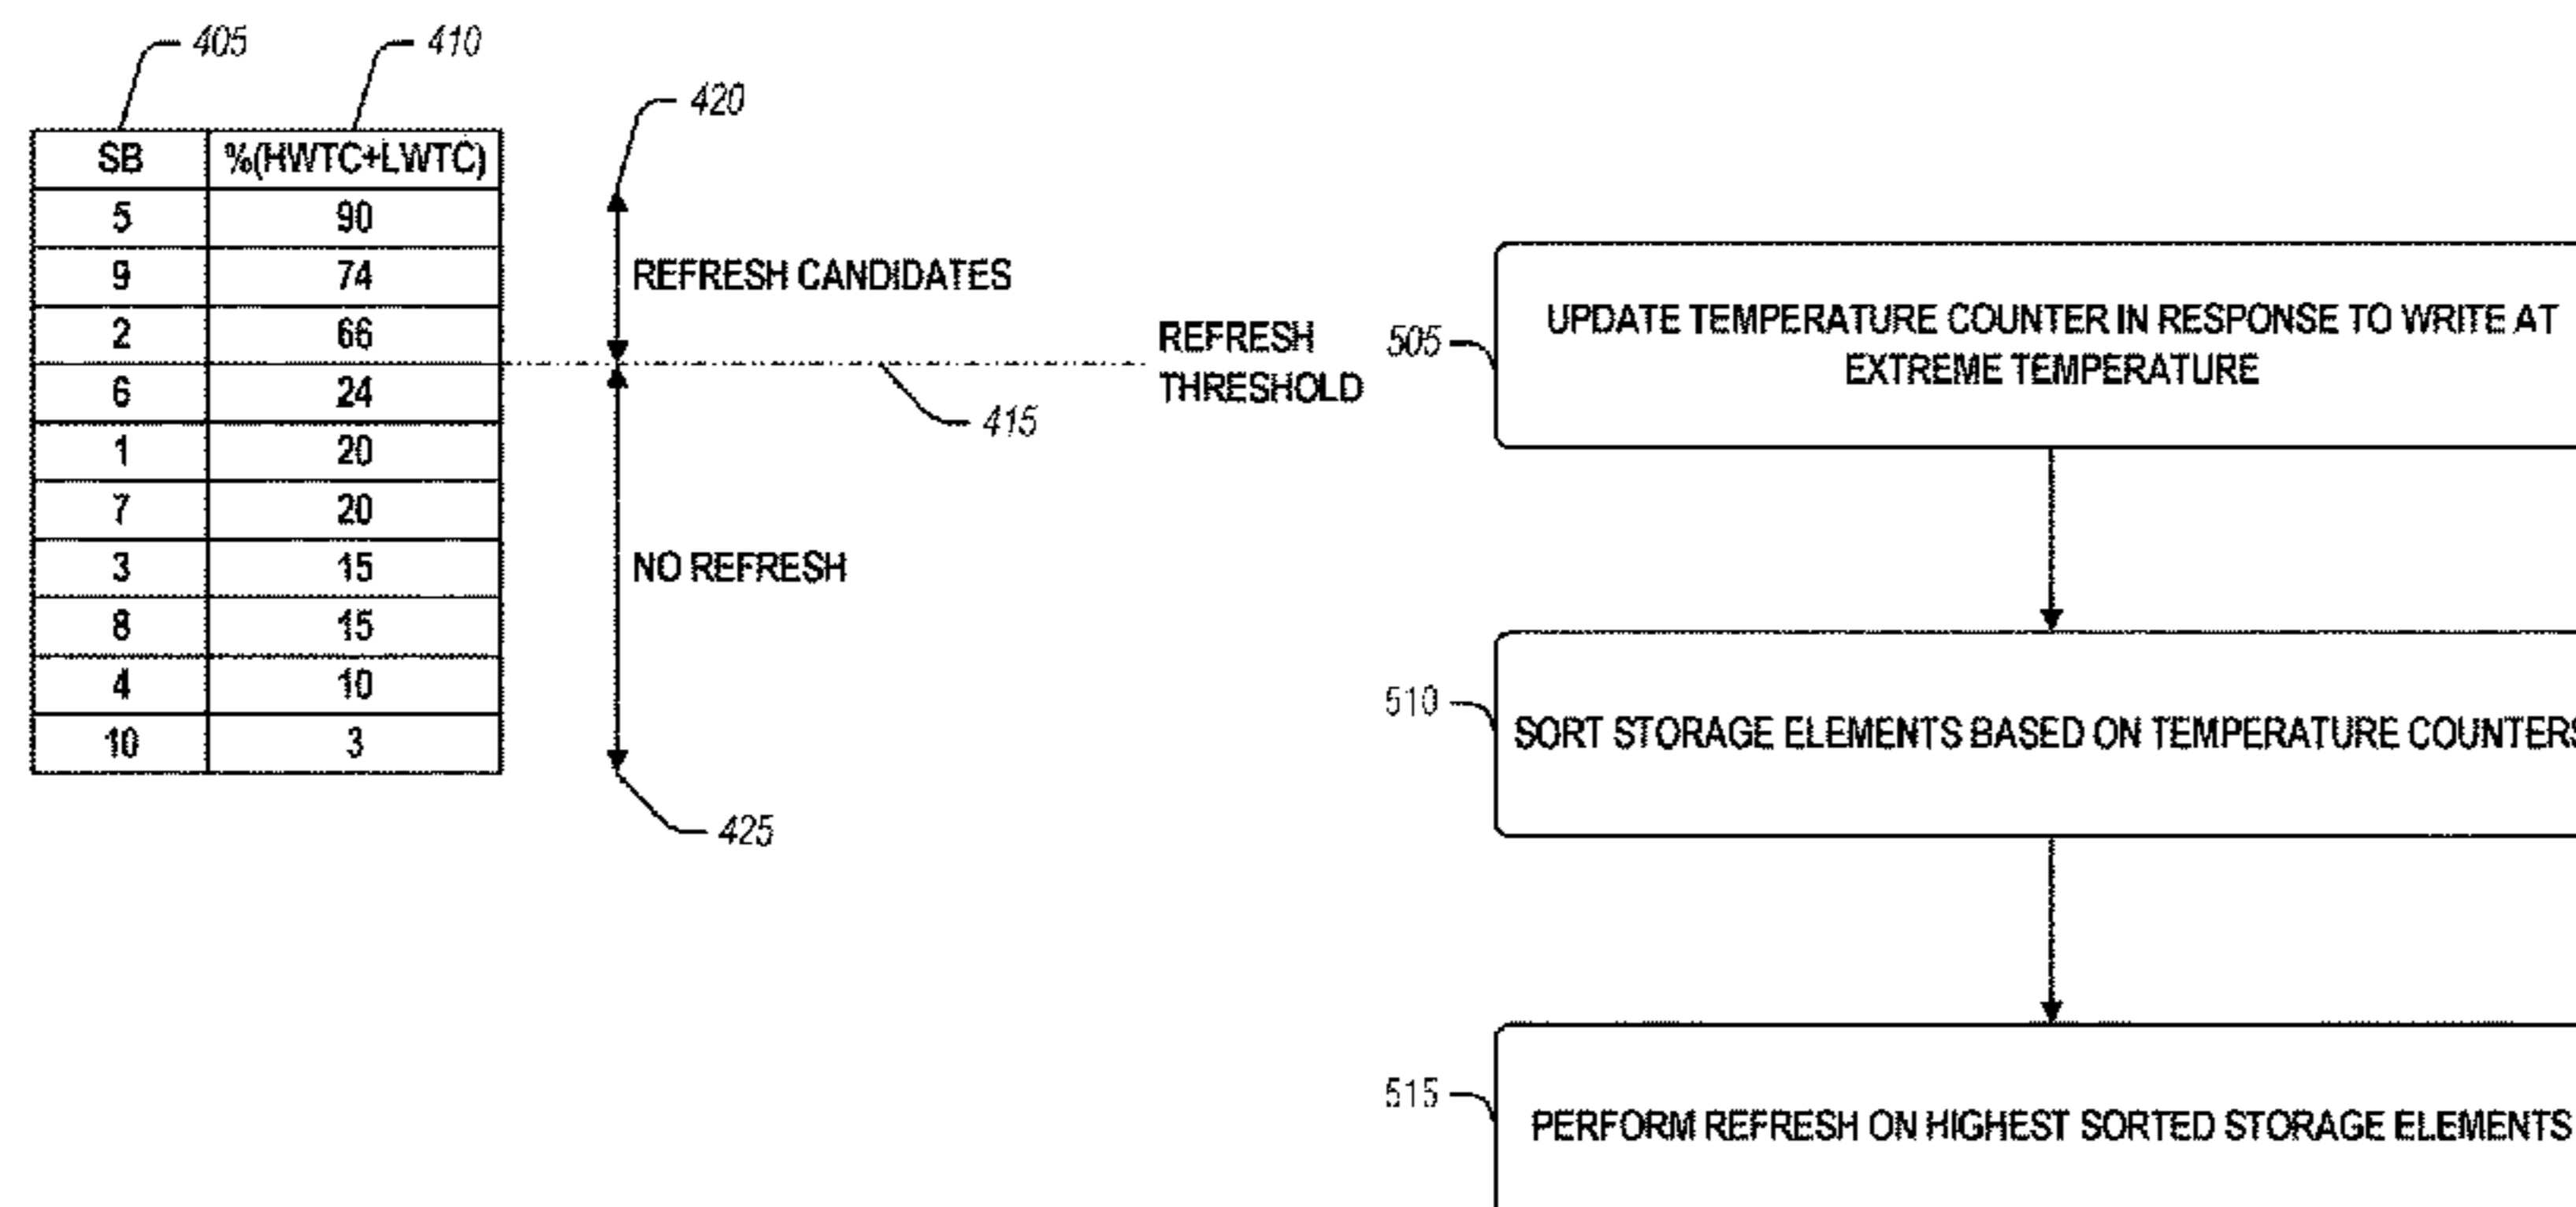 405
410
420
SB %(HWTC+LWTC)
5 90
9 74
2 66
6 24
1 20
7 20
3 15
8 15
4 10
10 3
REFRESH CANDIDATES
REFRESH
THRESHOLD
415
NO REFRESH
425
505
UPDATE TEMPERATURE COUNTER IN RESPONSE TO WRITE AT
EXTREME TEMPERATURE
510
SORT STORAGE ELEMENTS BASED ON TEMPERATURE COUNTERS
515
PERFORM REFRESH ON HIGHEST SORTED STORAGE ELEMENTS